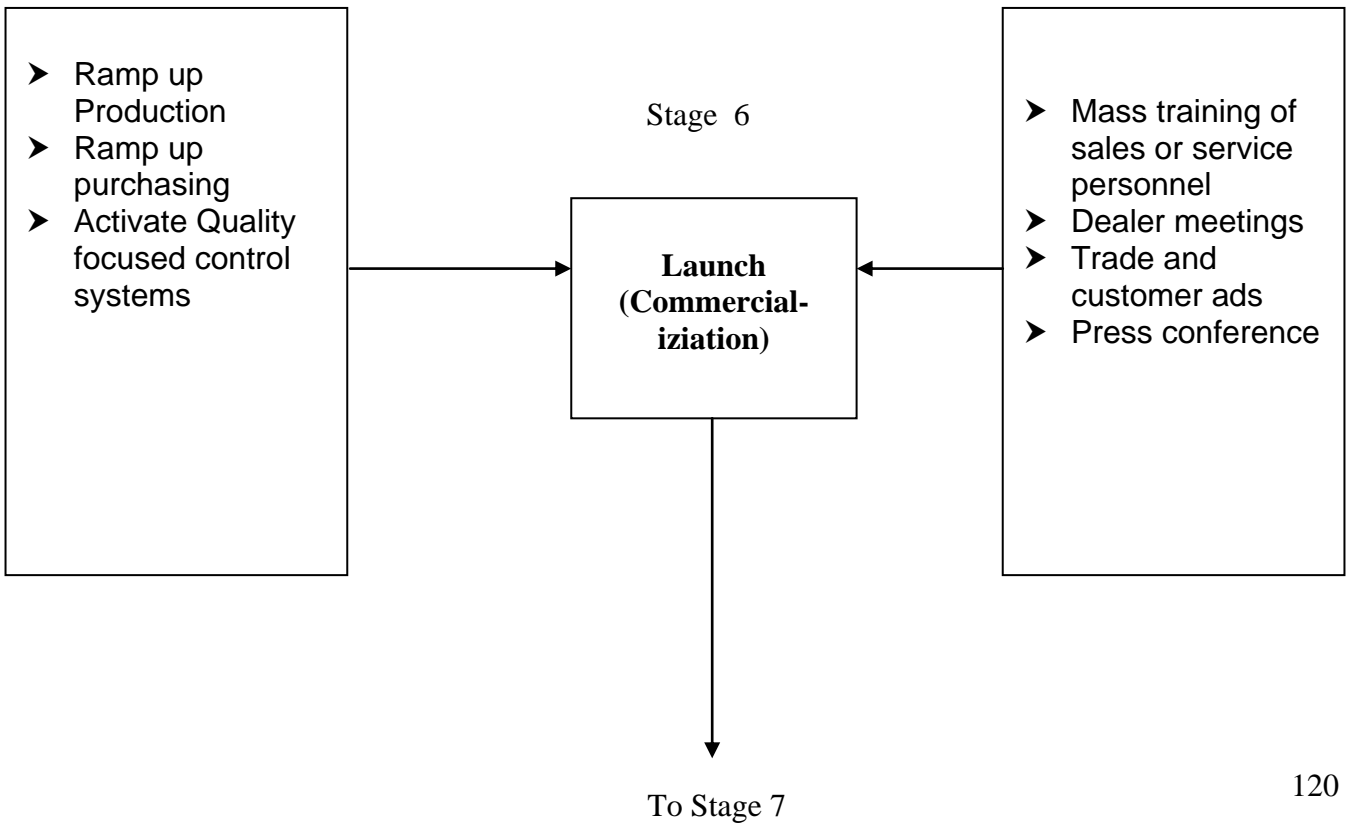 ➤ Ramp up
Production
➤ Ramp up
purchasing
➤ Activate Quality
focused control
systems
Stage 6
Launch
(Commercial-
iziation)
➤ Mass training of
sales or service
personnel
➤ Dealer meetings
➤ Trade and
customer ads
➤ Press conference
To Stage 7
120